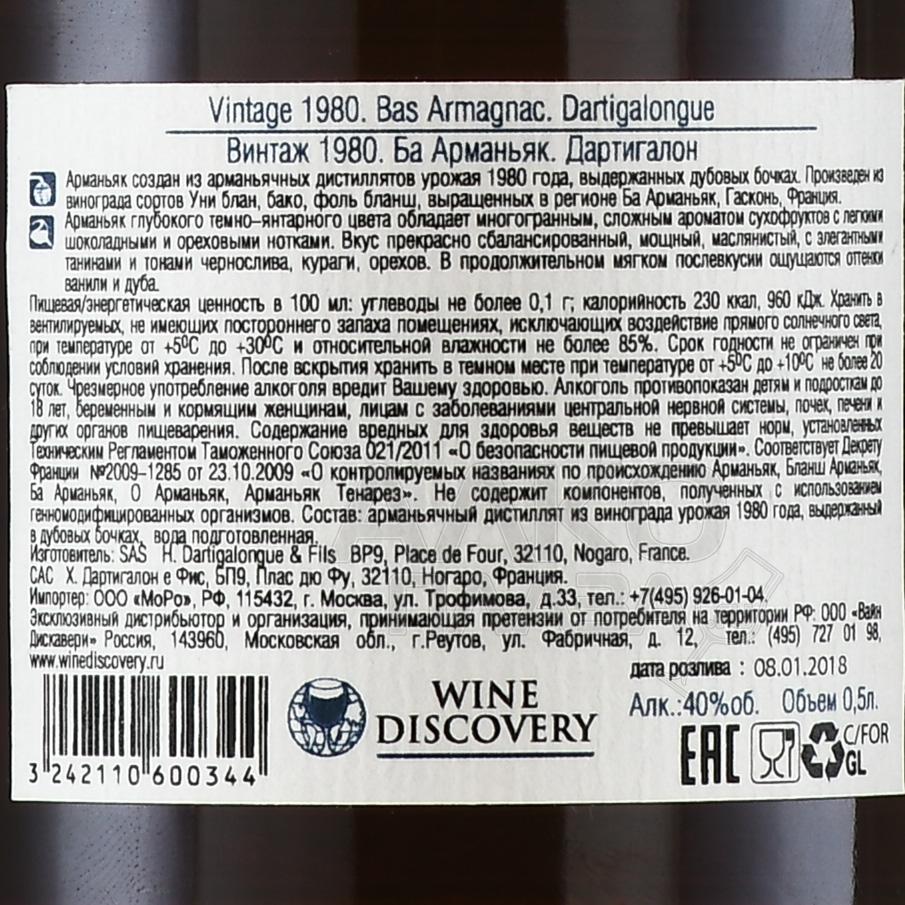 Vintage 1980. Bas Armagnac. Dartigalongue
Винтаж 1980. Ба Арманьяк. Дартигалон
Арманьяк создан из арманьячных дистиллятов урожая 1980 года, выдержанных дубовых бочках. Произведен из
винограда сортов Уни блан, бако, фоль бланш, выращенных в регионе Ба Арманьяк, Гасконь, Франция.
Арманьяк глубокого темно-янтарного цвета обладает многогранным, сложным ароматом сухофруктов с легкими
шоколадными и ореховыми нотками. Вкус прекрасно сбалансированный, мощный, маслянистый, с элегантными
танинами и тонами чернослива, кураги, орехов. В продолжительном мягком послевкусии ощущаются оттенки
ванили и дуба.
Пищевая/энергетическая ценность в 100 мл: углеводы не более 0,1 г; калорийность 230 ккал, 960 кДж. Хранить в
вентилируемых, не имеющих постороннего запаха помещениях, исключающих воздействие прямого солнечного света,
при температуре от +5⁰С до +30⁰С и относительной влажности не более 85%. Срок годности не ограничен при
соблюдении условий хранения. После вскрытия хранить в темном месте при температуре от +5⁰С до +10⁰С не более 20
суток. Чрезмерное употребление алкоголя вредит Вашему здоровью. Алкоголь противопоказан детям и подросткам до
18 лет, беременным и кормящим женщинам, лицам с заболеваниями центральной нервной системы, почек, печени и
других органов пищеварения. Содержание вредных для здоровья веществ не превышает норм, установленных
Техническим Регламентом Таможенного Союза 021/2011 «О безопасности пищевой продукции». Соответствует Декрету
Франции №2009-1285 от 23.10.2009 «О контролируемых названиях по происхождению Арманьяк, Бланш Арманьяк,
Ба Арманьяк, О Арманьяк, Арманьяк Тенарез». Не содержит компонентов, полученных с использованием
генномодифицированных организмов. Состав: арманьячный дистиллят из винограда урожая 1980 года, выдержанный
в дубовых бочках, вода подготовленная.
Изготовитель: SAS H. Dartigalongue & Fils BP9, Place de Four, 32110, Nogaro, France.
САС Х. Дартигалон е Фис, БП9, Плас дю Фу, 32110, Ногаро, Франция.
Импортер: ООО «МоРо», РФ, 115432, г. Москва, ул. Трофимова, д.33, тел.: +7(495) 926-01-04.
Эксклюзивный дистрибьютор и организация, принимающая претензии от потребителя на территории РФ: ООО «Вайн
Дискавери» Россия, 143960, Московская обл., г.Реутов, ул. Фабричная, д. 12, тел.: (495) 727 01 98,
www.winediscovery.ru
дата розлива : 08.01.2018
WINE
DISCOVERY
Алк.:40%об. Объем 0,5л.
EAC
C/FOR
GL
3 242110 600344